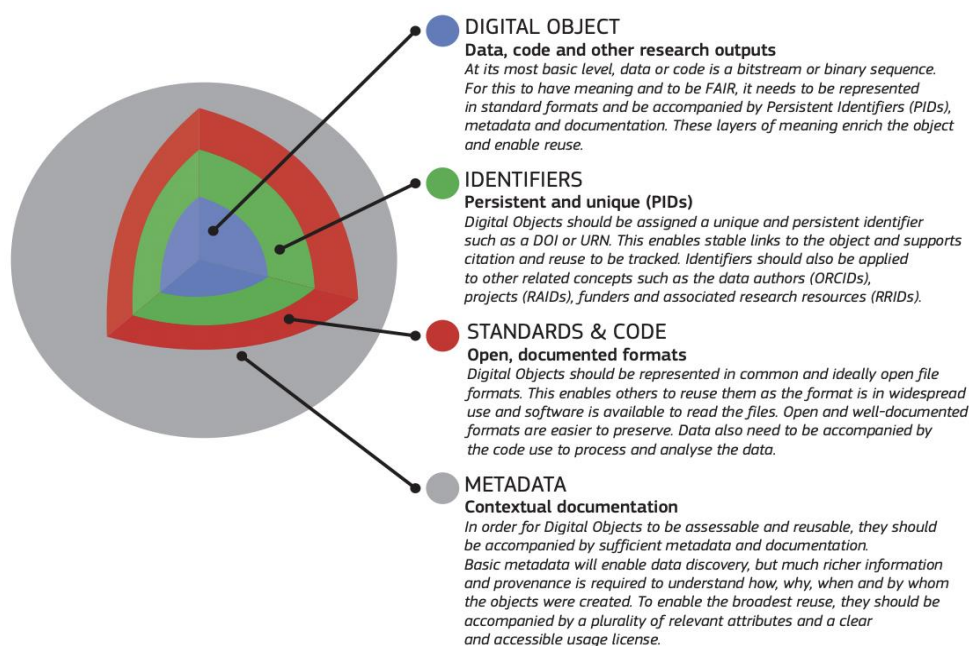 DIGITAL OBJECT
Data, code and other research outputs
At its most basic level, data or code is a bitstream or binary sequence.
For this to have meaning and to be FAIR, it needs to be represented
in standard formats and be accompanied by Persistent Identifiers (PIDs),
metadata and documentation. These layers of meaning enrich the object
and enable reuse.
IDENTIFIERS
Persistent and unique (PIDs)
Digital Objects should be assigned a unique and persistent identifier
such as a DOI or URN. This enables stable links to the object and supports
citation and reuse to be tracked. Identifiers should also be applied
to other related concepts such as the data authors (ORCIDs),
projects (RAIDs), funders and associated research resources (RRIDs).
STANDARDS & CODE
Open, documented formats
Digital Objects should be represented in common and ideally open file
formats. This enables others to reuse them as the format is in widespread
use and software is available to read the files. Open and well-documented
formats are easier to preserve. Data also need to be accompanied by
the code use to process and analyse the data.
METADATA
Contextual documentation
In order for Digital Objects to be assessable and reusable, they should
be accompanied by sufficient metadata and documentation.
Basic metadata will enable data discovery, but much richer information
and provenance is required to understand how, why, when and by whom
the objects were created. To enable the broadest reuse, they should be
accompanied by a plurality of relevant attributes and a clear
and accessible usage license.